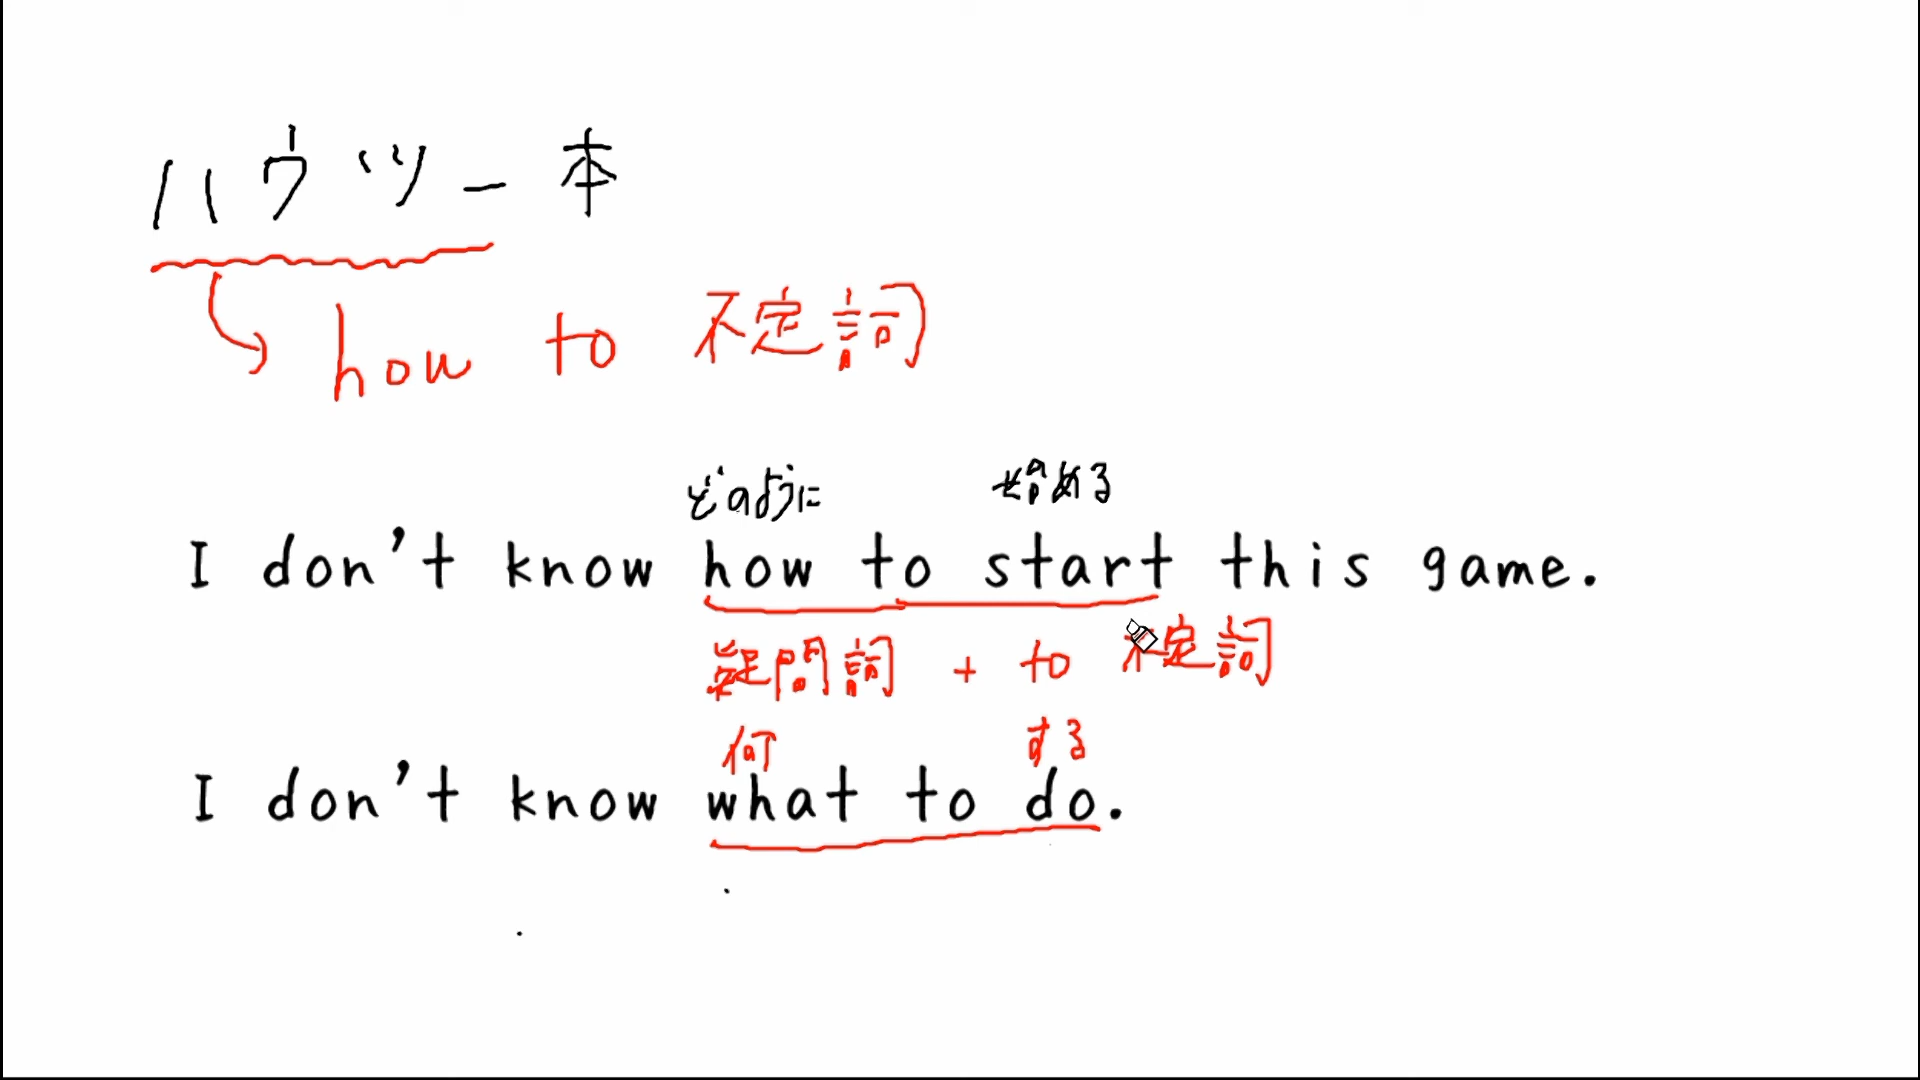 ハウツー本
how to 不定詞
どのように 始める
I don't know how to start this game.
疑問詞 + to 不定詞
何 する
I don't know what to do.